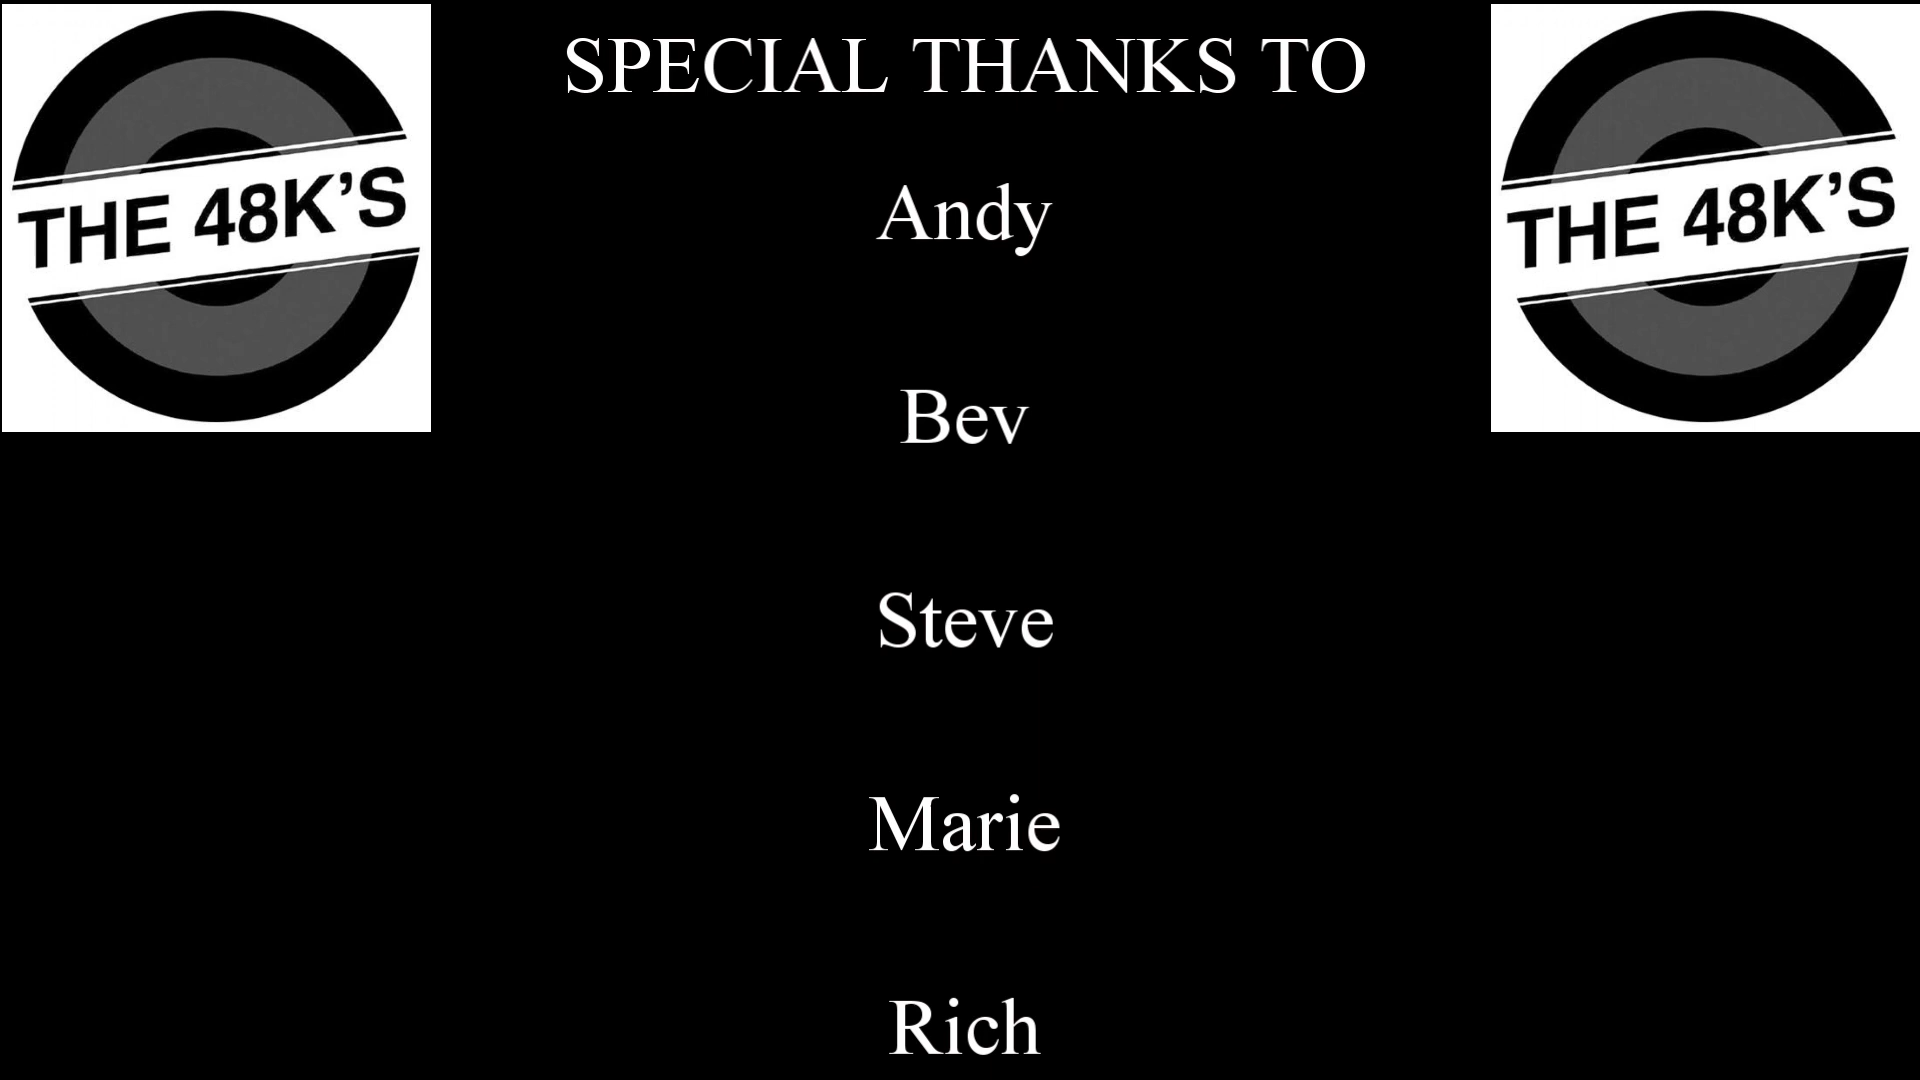 THE 48K’S
SPECIAL THANKS TO
THE 48K’S
Andy
Bev
Steve
Marie
Rich